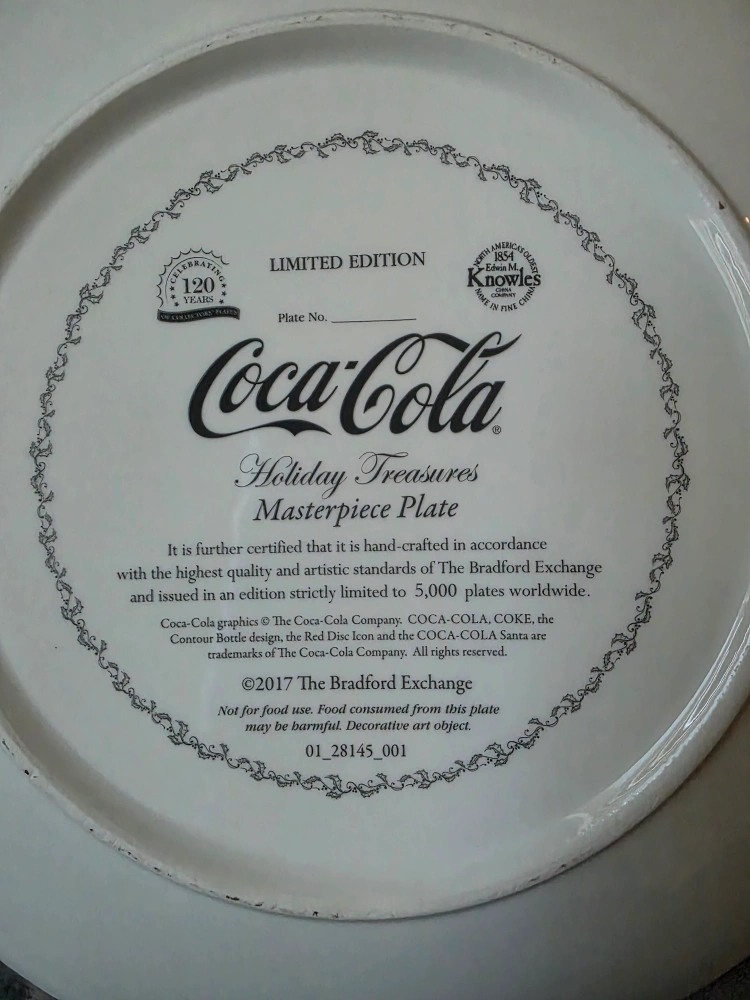 LIMITED EDITION
CELEBRATING
120
YEARS
OF COLLECTORS' PLATES
NORTH AMERICA'S OLDEST
1854
Edwin M.
Knowles
CHINA
COMPANY
NAME IN FINE CHINA
Plate No. ____________
Coca-Cola®
Holiday Treasures
Masterpiece Plate
It is further certified that it is hand-crafted in accordance
with the highest quality and artistic standards of The Bradford Exchange
and issued in an edition strictly limited to 5,000 plates worldwide.
Coca-Cola graphics © The Coca-Cola Company. COCA-COLA, COKE, the
Contour Bottle design, the Red Disc Icon and the COCA-COLA Santa are
trademarks of The Coca-Cola Company. All rights reserved.
©2017 The Bradford Exchange
Not for food use. Food consumed from this plate
may be harmful. Decorative art object.
01_28145_001